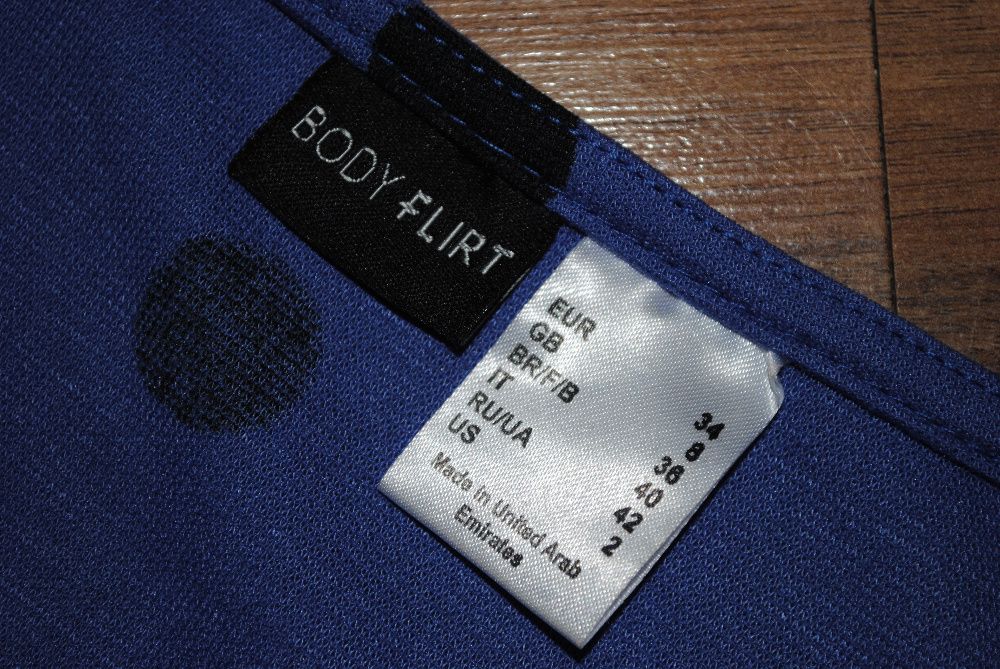 BODY FLIRT
EUR 34
GB 8
BR/F/B 36
IT 40
RU/UA 42
US 2
Made in United Arab
Emirates